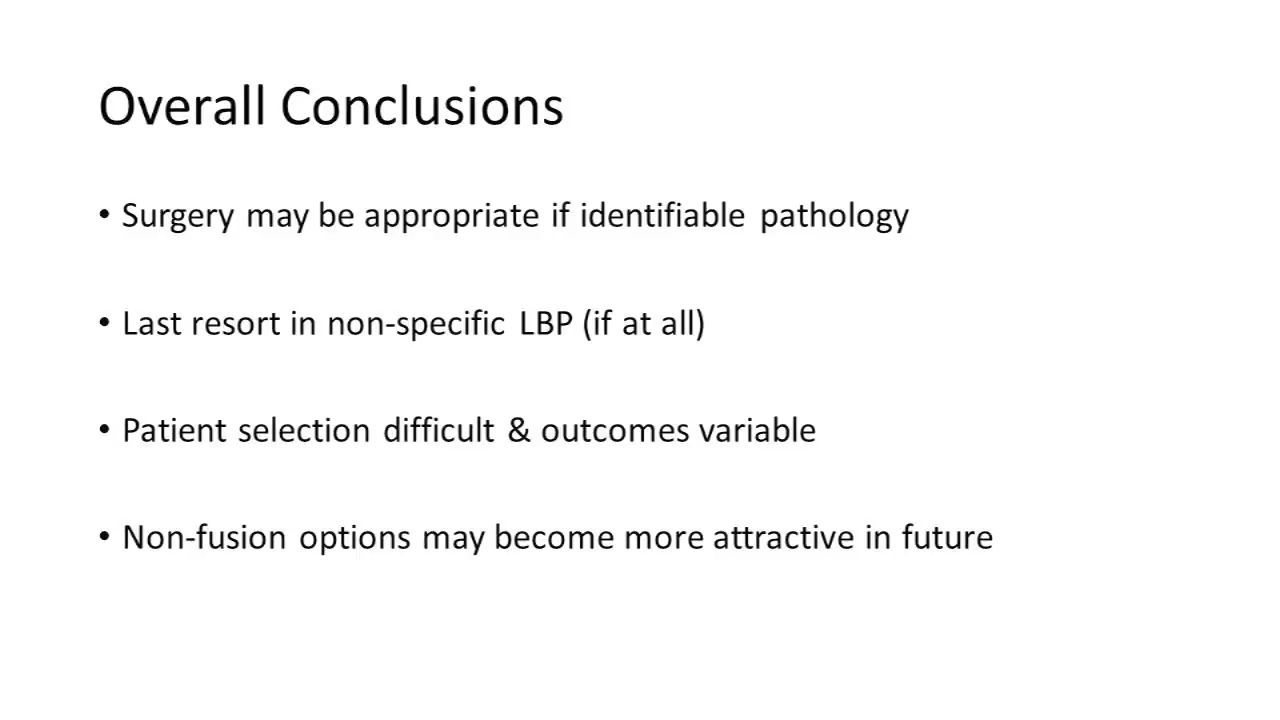 Overall Conclusions
• Surgery may be appropriate if identifiable pathology
• Last resort in non-specific LBP (if at all)
• Patient selection difficult & outcomes variable
• Non-fusion options may become more attractive in future